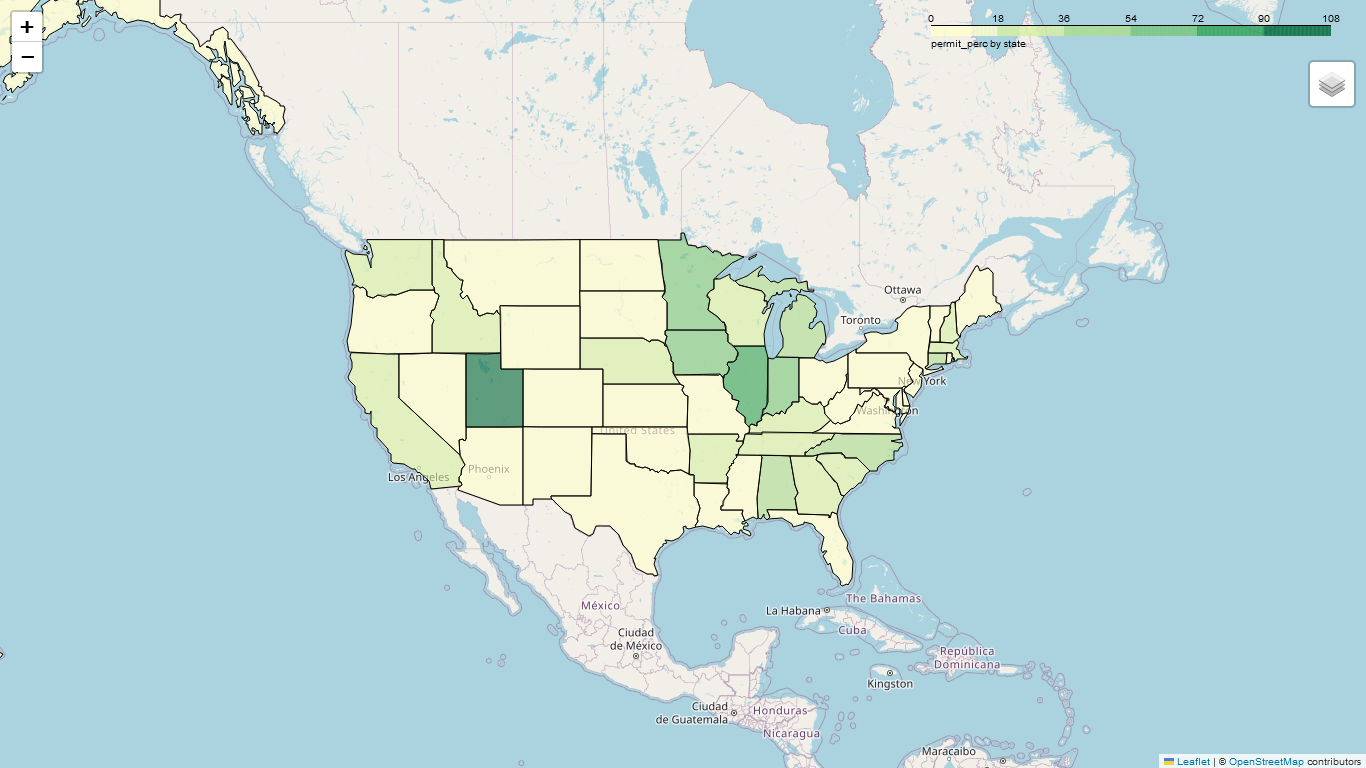 +
−
0 18 36 54 72 90 108
permit_perc by state
Ottawa
Toronto
New York
Washington
United States
Phoenix
Los Angeles
México
La Habana
The Bahamas
Cuba
Ciudad
de México
República
Dominicana
Kingston
Ciudad
de Guatemala
Honduras
Nicaragua
Maracaibo
Leaflet | © OpenStreetMap contributors